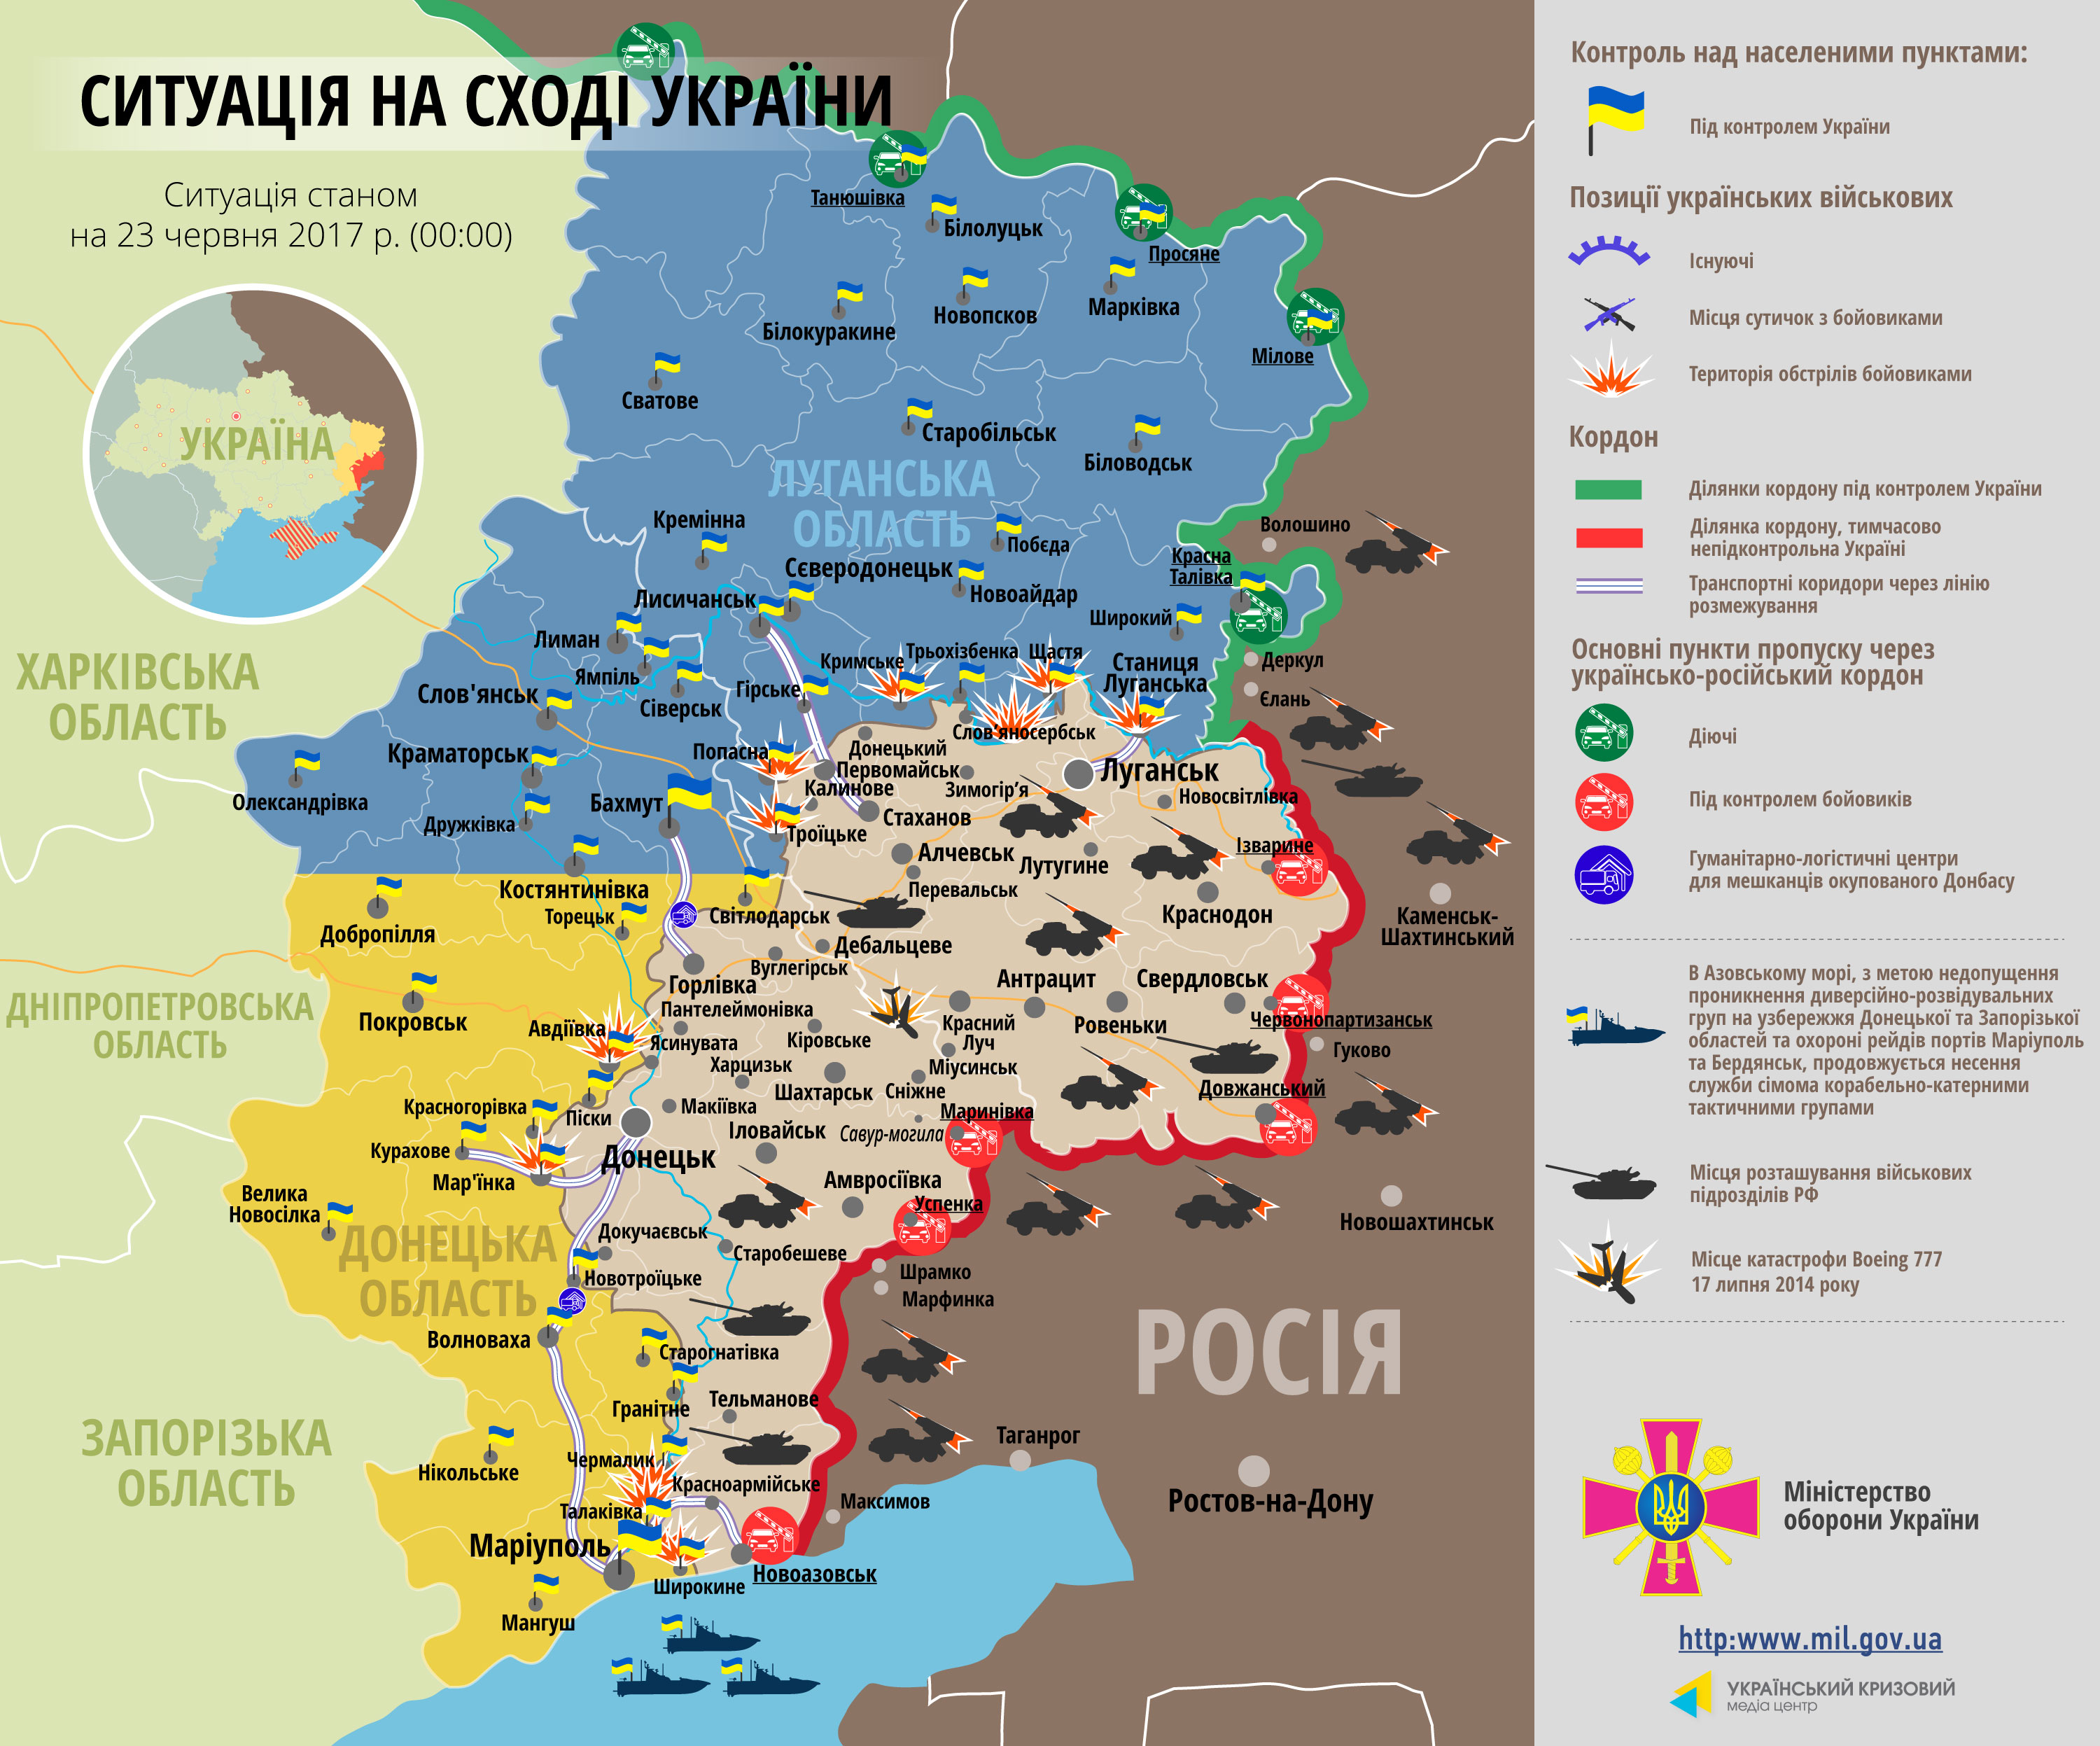 СИТУАЦІЯ НА СХОДІ УКРАЇНИ
Ситуація станом
на 23 червня 2017 р. (00:00)
УКРАЇНА
ХАРКІВСЬКА
ОБЛАСТЬ
ДНІПРОПЕТРОВСЬКА
ОБЛАСТЬ
ЗАПОРІЗЬКА
ОБЛАСТЬ
ЛУГАНСЬКА
ОБЛАСТЬ
ДОНЕЦЬКА
ОБЛАСТЬ
РОСІЯ
Танюшівка
Білолуцьк
Просяне
Новопсков
Марківка
Білокуракине
Мілове
Сватове
Старобільськ
Біловодськ
Кремінна
Побєда
Волошино
Красна
Талівка
Сєверодонецьк
Новоайдар
Лисичанськ
Широкий
Лиман
Кримське
Трьохізбенка
Щастя
Станиця
Луганська
Деркул
Ямпіль
Гірське
Єлань
Слов'янськ
Сіверськ
Слов’яносербськ
Попасна
Донецький
Краматорськ
Первомайськ
Луганськ
Калинове
Зимогір’я
Новосвітлівка
Олександрівка
Бахмут
Стаханов
Дружківка
Троїцьке
Ізварине
Алчевськ
Лутугине
Костянтинівка
Перевальськ
Торецьк
Світлодарськ
Краснодон
Каменськ-
Шахтинський
Добропілля
Дебальцеве
Вуглегірськ
Горлівка
Антрацит
Свердловськ
Пантелеймонівка
Покровськ
Авдіївка
Красний
Луч
Ровеньки
Червонопартизанськ
Ясинувата
Кіровське
Гуково
Харцизьк
Міусинськ
Шахтарськ
Сніжне
Довжанський
Красногорівка
Піски
Макіївка
Маринівка
Іловайськ
Савур-могила
Курахове
Донецьк
Мар'їнка
Амвросіївка
Велика
Новосілка
Успенка
Новошахтинськ
Докучаєвськ
Старобешеве
Новотроїцьке
Шрамко
Марфинка
Волноваха
Старогнатівка
Гранітне
Тельманове
Таганрог
Чермалик
Нікольське
Красноармійське
Талаківка
Максимов
Ростов-на-Дону
Маріуполь
Новоазовськ
Широкине
Мангуш
Контроль над населеними пунктами:
Під контролем України
Позиції українських військових
Існуючі
Місця сутичок з бойовиками
Територія обстрілів бойовиками
Кордон
Ділянки кордону під контролем України
Ділянка кордону, тимчасово
непідконтрольна Україні
Транспортні коридори через лінію
розмежування
Основні пункти пропуску через
українсько-російський кордон
Діючі
Під контролем бойовиків
Гуманітарно-логістичні центри
для мешканців окупованого Донбасу
В Азовському морі, з метою недопущення
проникнення диверсійно-розвідувальних
груп на узбережжя Донецької та Запорізької
областей та охороні рейдів портів Маріуполь
та Бердянськ, продовжується несення
служби сімома корабельно-катерними
тактичними групами
Місця розташування військових
підрозділів РФ
Місце катастрофи Boeing 777
17 липня 2014 року
Міністерство
оборони України
http:www.mil.gov.ua
УКРАЇНСЬКИЙ КРИЗОВИЙ
медіа центр